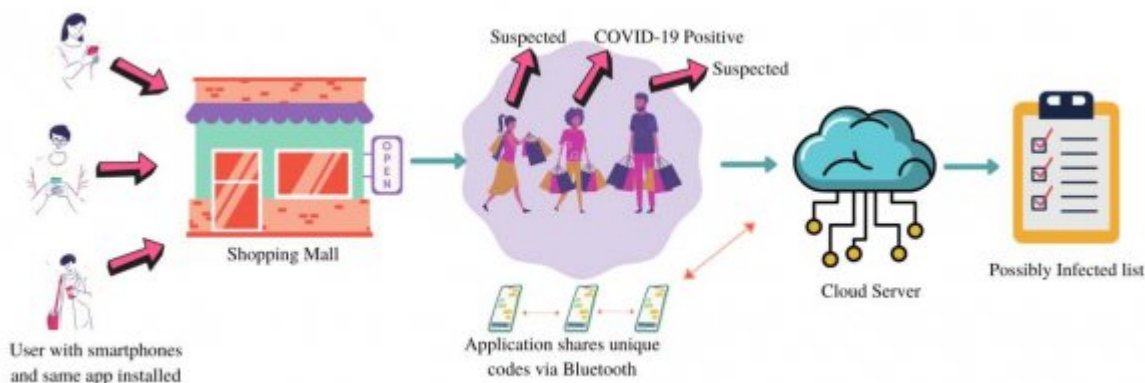 Suspected
COVID-19 Positive
Suspected
OPEN
Shopping Mall
Cloud Server
Possibly Infected list
User with smartphones
and same app installed
Application shares unique
codes via Bluetooth